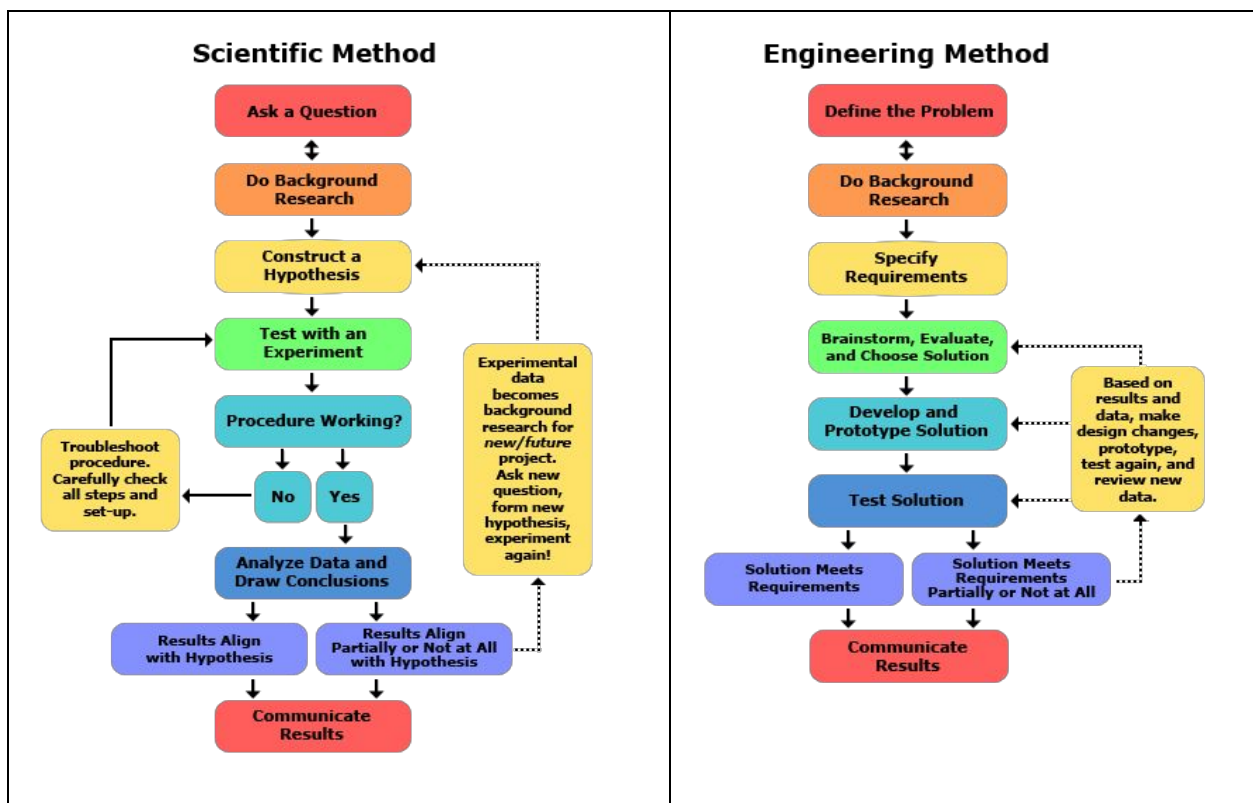 Scientific Method
Ask a Question
Do Background
Research
Construct a
Hypothesis
Test with an
Experiment
Procedure Working?
No
Yes
Troubleshoot
procedure.
Carefully check
all steps and
set-up.
Experimental
data
becomes
background
research for
new/future
project.
Ask new
question,
form new
hypothesis,
experiment
again!
Analyze Data and
Draw Conclusions
Results Align
with Hypothesis
Results Align
Partially or Not at All
with Hypothesis
Communicate
Results
Engineering Method
Define the Problem
Do Background
Research
Specify
Requirements
Brainstorm, Evaluate,
and Choose Solution
Develop and
Prototype Solution
Based on
results and
data, make
design changes,
prototype,
test again, and
review new
data.
Test Solution
Solution Meets
Requirements
Solution Meets
Requirements
Partially or Not at All
Communicate
Results